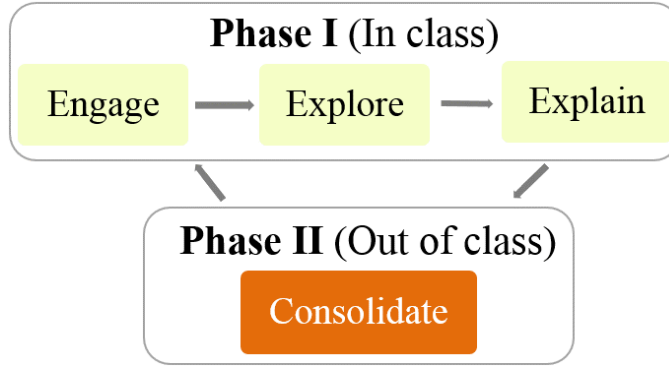 Phase I (In class)
Engage Explore Explain
Phase II (Out of class)
Consolidate